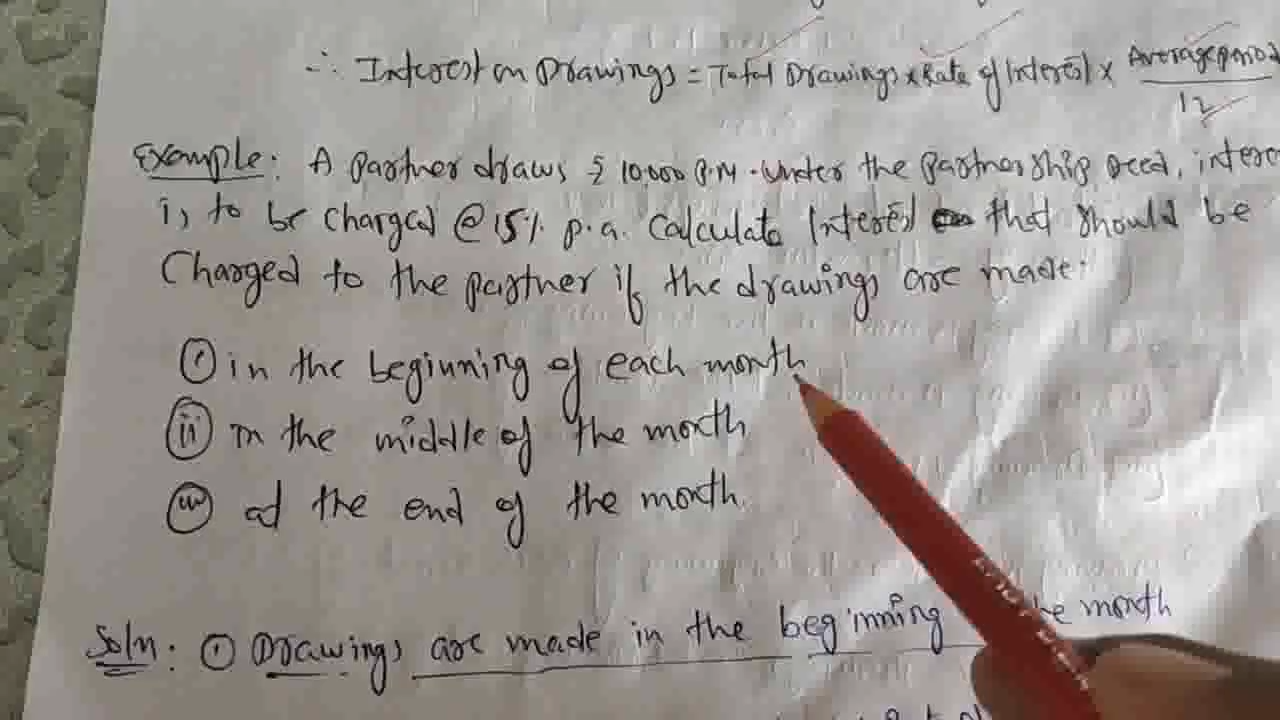 ∴ Interest on Drawings = Total Drawings x Rate of Interest x Average period / 12
Example: A Partner draws ₹ 10,000 P.M. Under the Partnership Deed, intere
is to be charged @ 15% p.a. Calculate Interest that should be
Charged to the partner if the drawings are made:
(i) in the beginning of each month
(ii) in the middle of the month
(iii) at the end of the month.
Soln: (i) Drawings are made in the beginning month